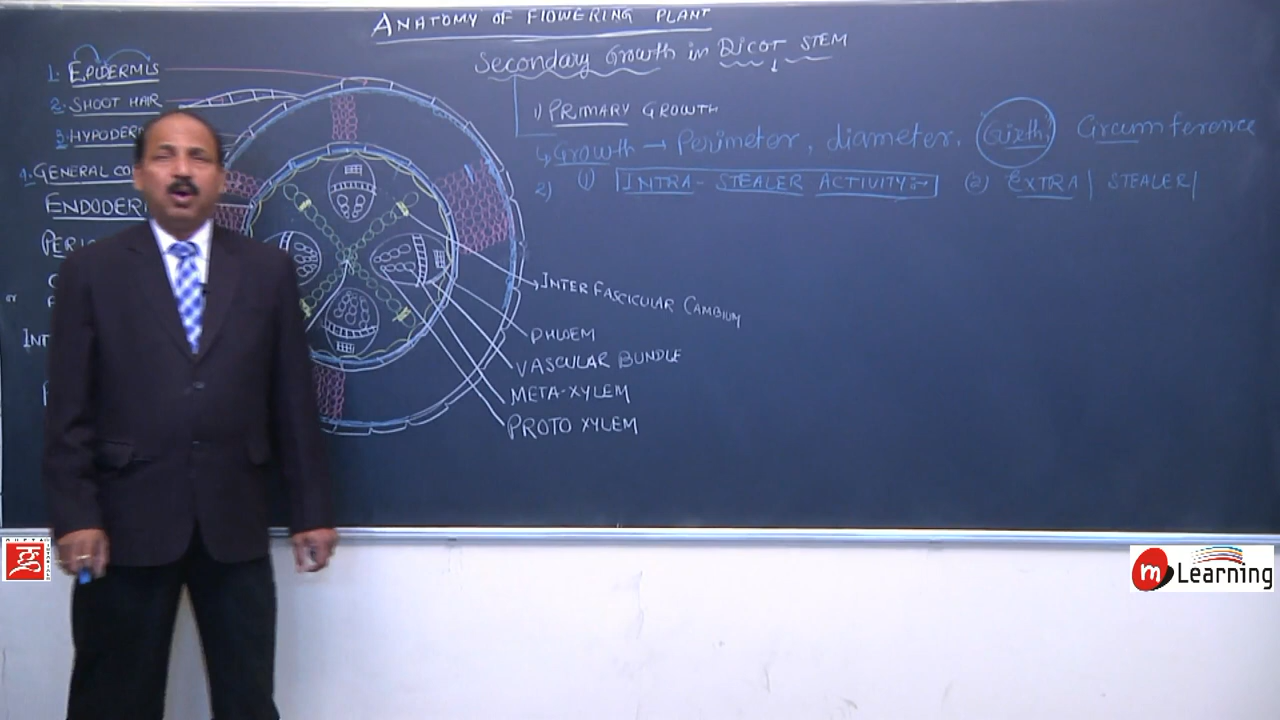 ANATOMY OF FLOWERING PLANT
Secondary Growth in DICOT STEM
1. EPIDERMIS
2. SHOOT HAIR
3. HYPODER
4. GENERAL CO
ENDODER
PERI
or
INT
1) PRIMARY GROWTH
Growth → Perimeter, diameter. Girth Circumference
2) (1) INTRA-STEALER ACTIVITY:- (2) EXTRA | STEALER |
INTER FASCICULAR CAMBIUM
PHLOEM
VASCULAR BUNDLE
META-XYLEM
PROTO XYLEM
m Learning